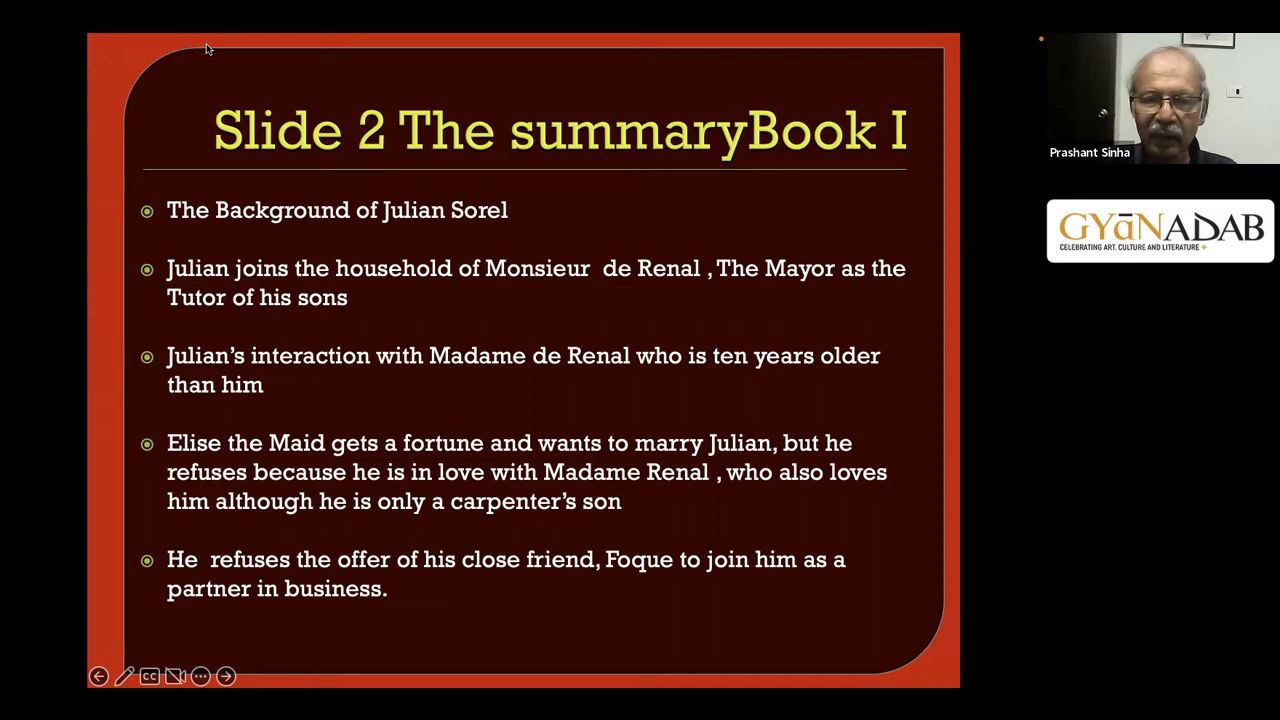 Slide 2 The summaryBook I
The Background of Julian Sorel
Julian joins the household of Monsieur de Renal , The Mayor as the
Tutor of his sons
Julian's interaction with Madame de Renal who is ten years older
than him
Elise the Maid gets a fortune and wants to marry Julian, but he
refuses because he is in love with Madame Renal , who also loves
him although he is only a carpenter's son
He refuses the offer of his close friend, Foque to join him as a
partner in business.
CC
Prashant Sinha
GYāNADAB
CELEBRATING ART, CULTURE AND LITERATURE